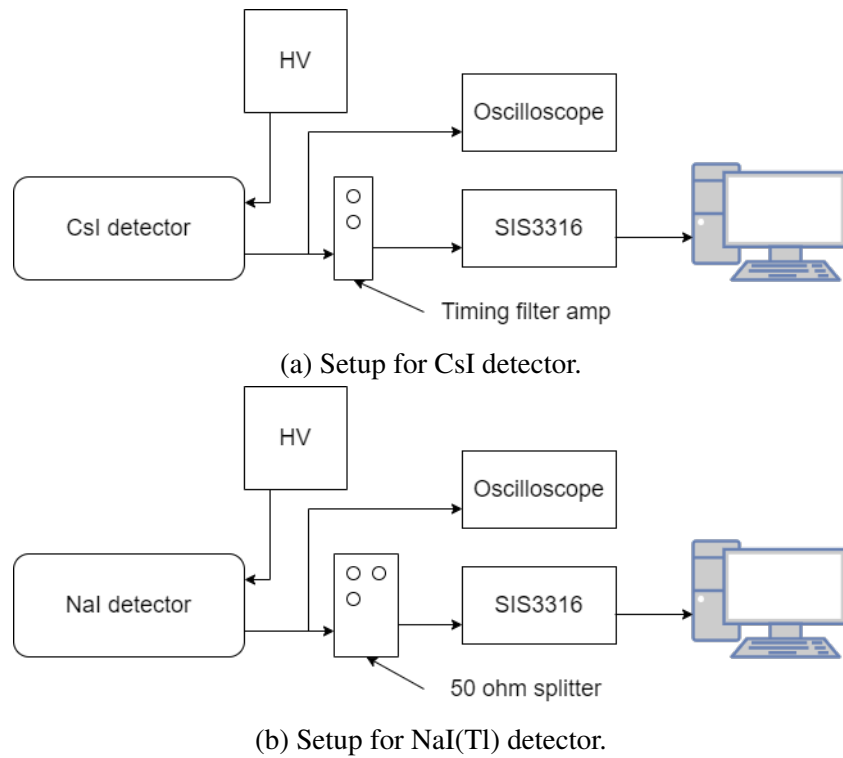 HV
Oscilloscope
CsI detector
SIS3316
Timing filter amp
(a) Setup for CsI detector.
HV
Oscilloscope
NaI detector
SIS3316
50 ohm splitter
(b) Setup for NaI(Tl) detector.